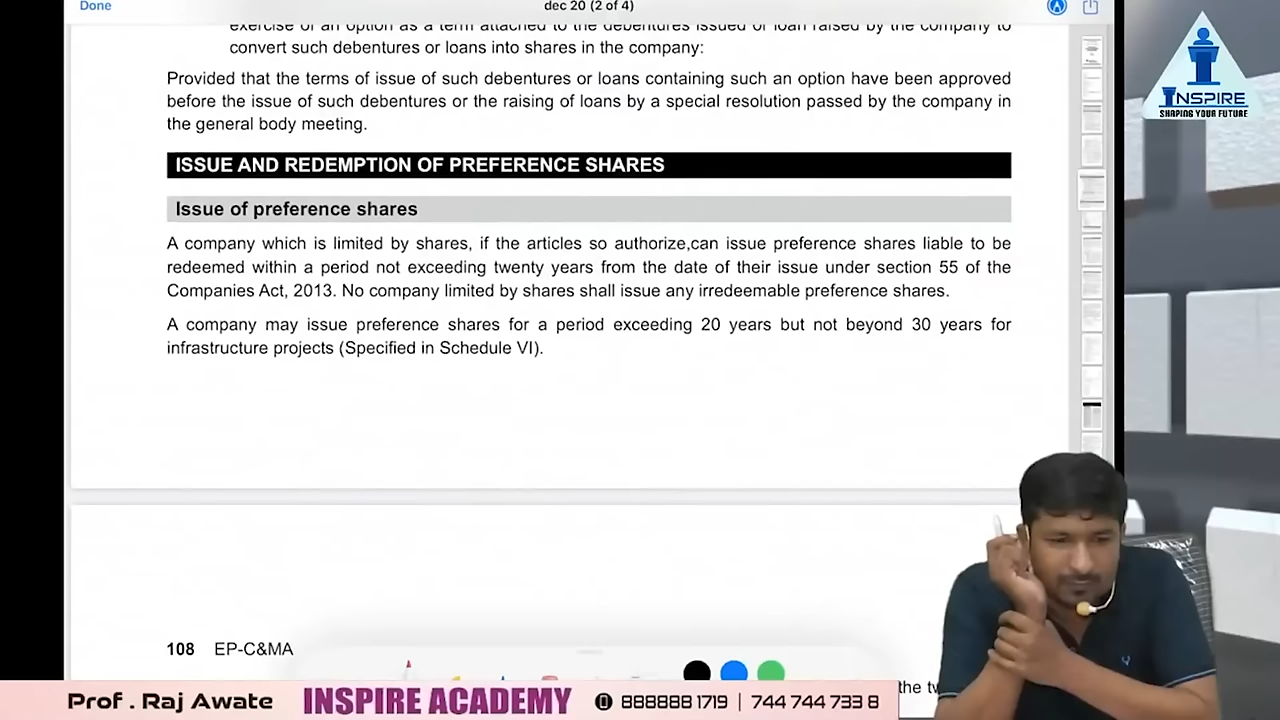 Done
dec 20 (2 of 4)
exercise of an option as a term attached to the debentures issued or loan raised by the company to
convert such debentures or loans into shares in the company:
Provided that the terms of issue of such debentures or loans containing such an option have been approved
before the issue of such debentures or the raising of loans by a special resolution passed by the company in
the general body meeting.
ISSUE AND REDEMPTION OF PREFERENCE SHARES
Issue of preference shares
A company which is limited by shares, if the articles so authorize,can issue preference shares liable to be
redeemed within a period not exceeding twenty years from the date of their issue under section 55 of the
Companies Act, 2013. No company limited by shares shall issue any irredeemable preference shares.
A company may issue preference shares for a period exceeding 20 years but not beyond 30 years for
infrastructure projects (Specified in Schedule VI).
108 EP-C&MA
the tw
INSPIRE
SHAPING YOUR FUTURE
Prof . Raj Awate INSPIRE ACADEMY 888888 1719 | 744 744 733 8